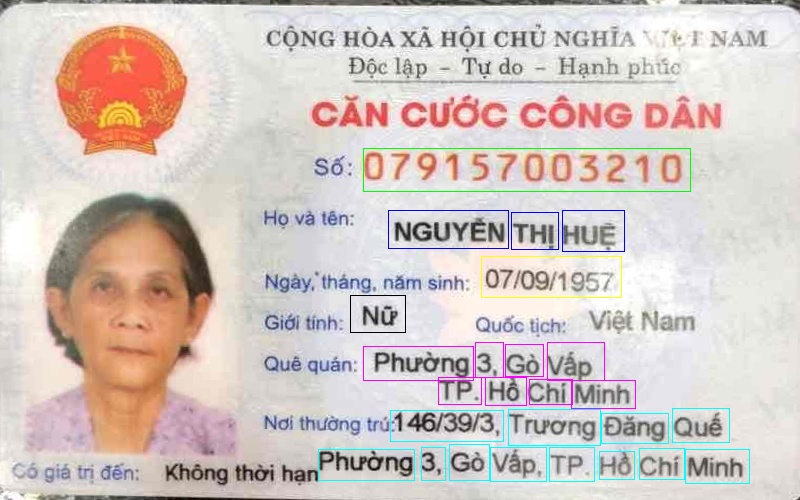 CỘNG HÒA XÃ HỘI CHỦ NGHĨA VIỆT NAM
Độc lập – Tự do – Hạnh phúc
CĂN CƯỚC CÔNG DÂN
Số: 079157003210
Họ và tên: NGUYỄN THỊ HUỆ
Ngày, tháng, năm sinh: 07/09/1957
Giới tính: Nữ Quốc tịch: Việt Nam
Quê quán: Phường 3, Gò Vấp
TP. Hồ Chí Minh
Nơi thường trú: 146/39/3, Trương Đăng Quế
Phường 3, Gò Vấp, TP. Hồ Chí Minh
Có giá trị đến: Không thời hạn